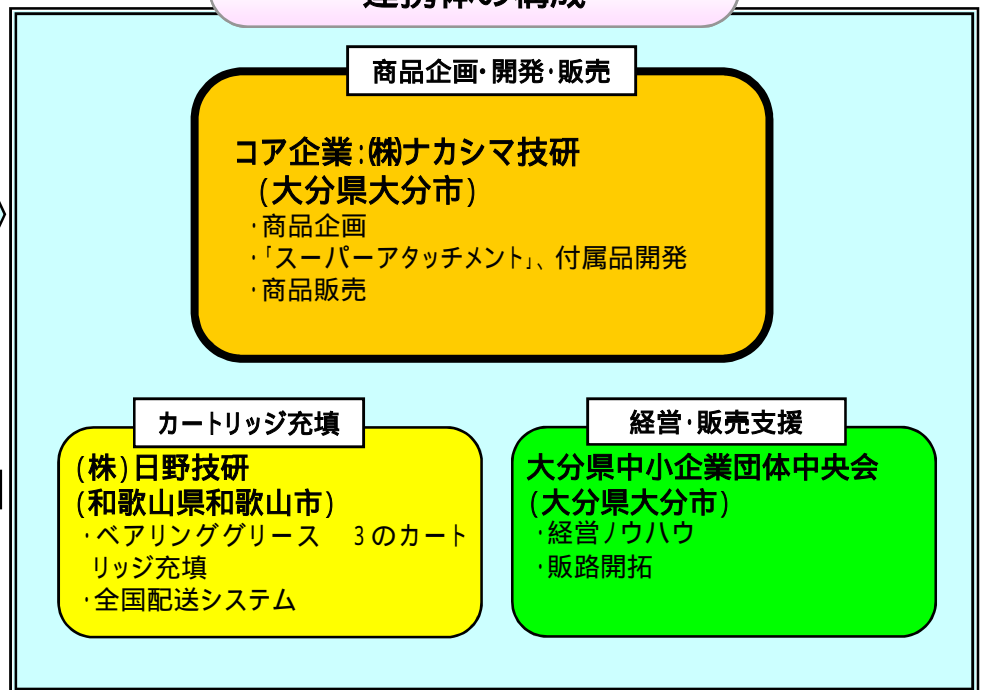 連携体の構成
商品企画・開発・販売
コア企業:㈱ナカシマ技研
(大分県大分市)
・商品企画
・「スーパーアタッチメント」、付属品開発
・商品販売
カートリッジ充填
(株)日野技研
(和歌山県和歌山市)
・ベアリンググリース　3のカート
リッジ充填
・全国配送システム
経営・販売支援
大分県中小企業団体中央会
(大分県大分市)
・経営ノウハウ
・販路開拓